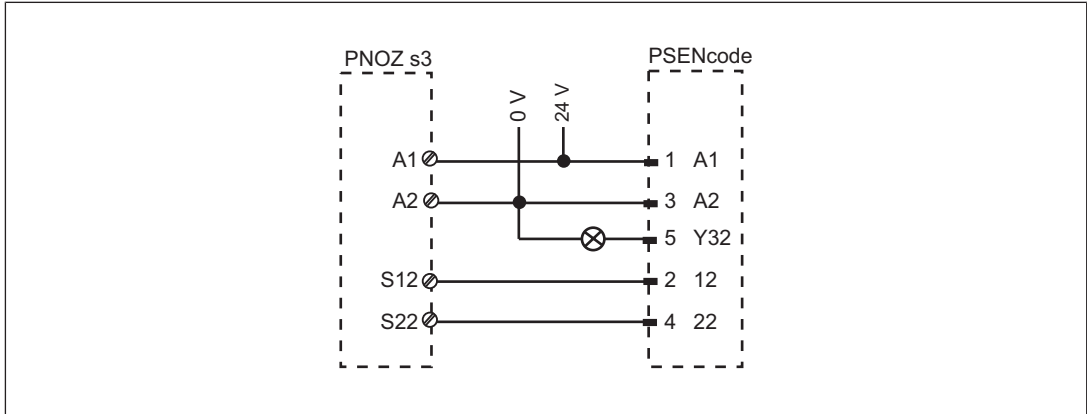 PNOZ s3
PSENcode
0 V
24 V
A1
1 A1
A2
3 A2
5 Y32
S12
2 12
S22
4 22